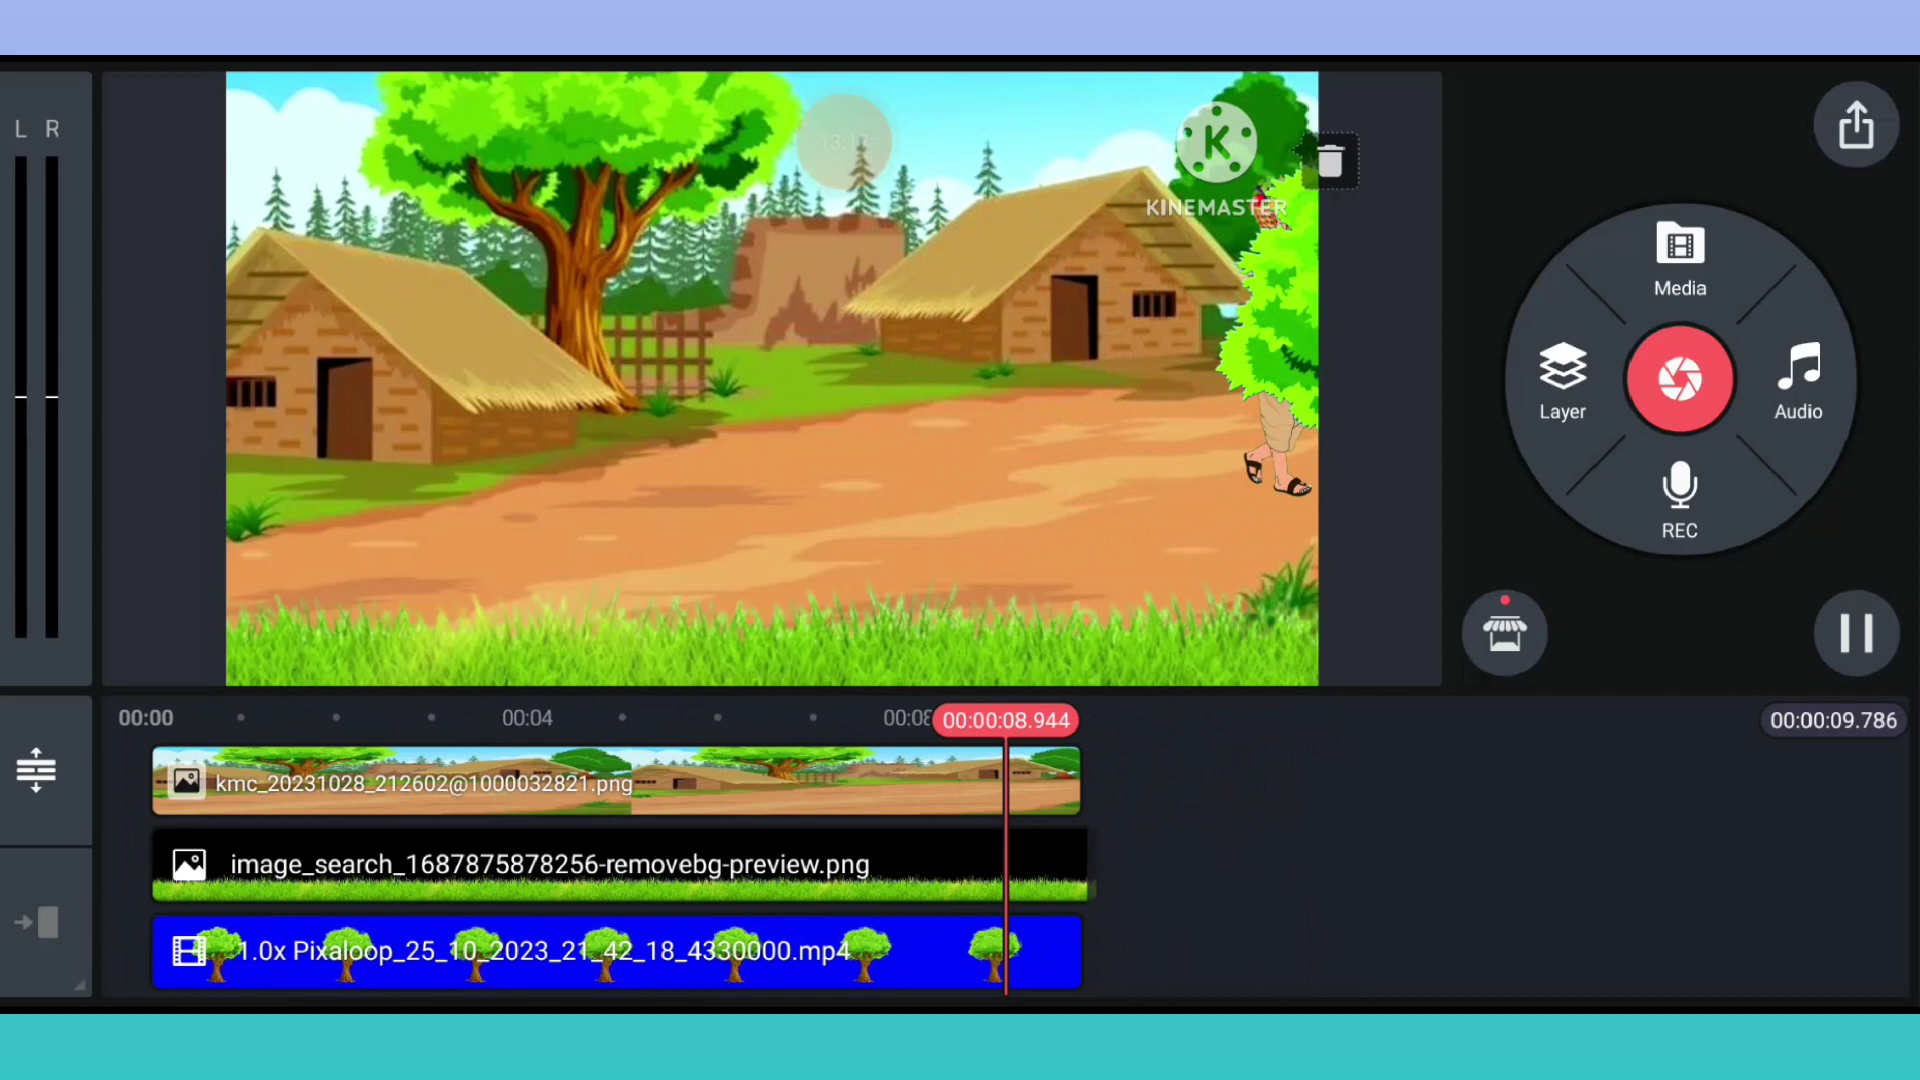 L R
K
KINEMASTER
Media
Layer
Audio
REC
00:00
00:04
00:00:08.944
00:00:09.786
kmc_20231028_212602@1000032821.png
image_search_1687875878256-removebg-preview.png
1.0x Pixaloop_25_10_2023_21_42_18_4330000.mp4